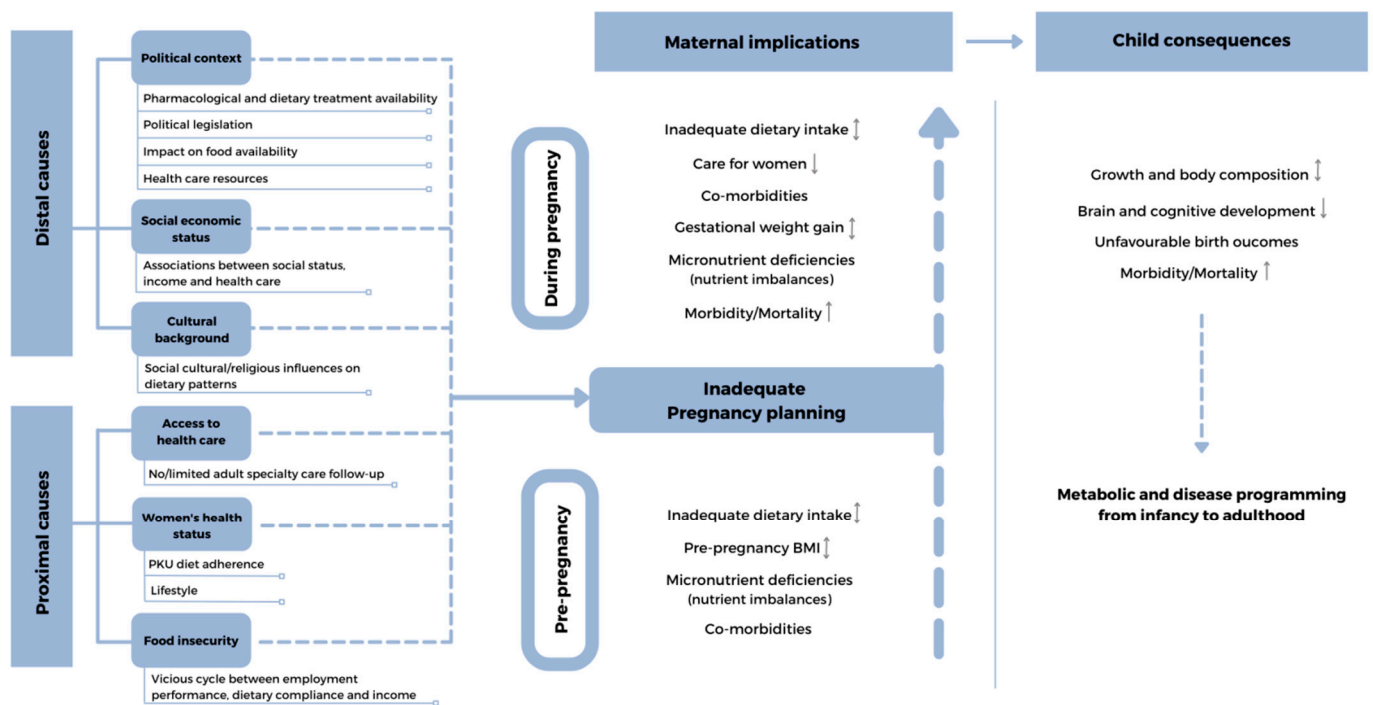 Distal causes
Political context
Pharmacological and dietary treatment availability
Political legislation
Impact on food availability
Health care resources
Social economic
status
Associations between social status,
income and health care
Cultural
background
Social cultural/religious influences on
dietary patterns
Proximal causes
Access to
health care
No/limited adult specialty care follow-up
Women's health
status
PKU diet adherence
Lifestyle
Food insecurity
Vicious cycle between employment
performance, dietary compliance and income
Maternal implications
During pregnancy
Inadequate dietary intake ↕
Care for women ↓
Co-morbidities
Gestational weight gain ↕
Micronutrient deficiencies
(nutrient imbalances)
Morbidity/Mortality ↑
Inadequate
Pregnancy planning
Pre-pregnancy
Inadequate dietary intake ↕
Pre-pregnancy BMI ↕
Micronutrient deficiencies
(nutrient imbalances)
Co-morbidities
Child consequences
Growth and body composition ↕
Brain and cognitive development ↓
Unfavourable birth oucomes
Morbidity/Mortality ↑
Metabolic and disease programming
from infancy to adulthood